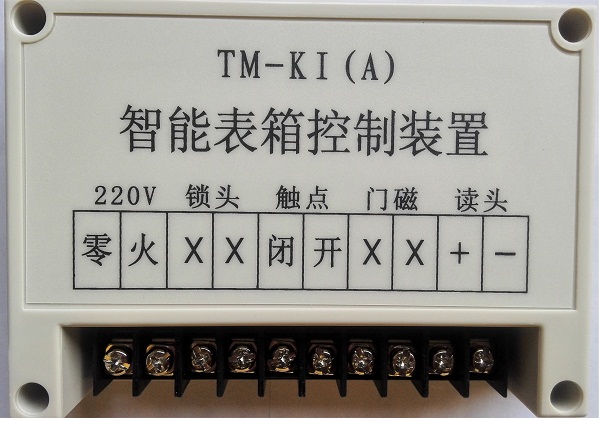 TM-KI(A)
智能表箱控制装置
220V 锁头 触点 门磁 读头
零 火 X X 闭 开 X X + -